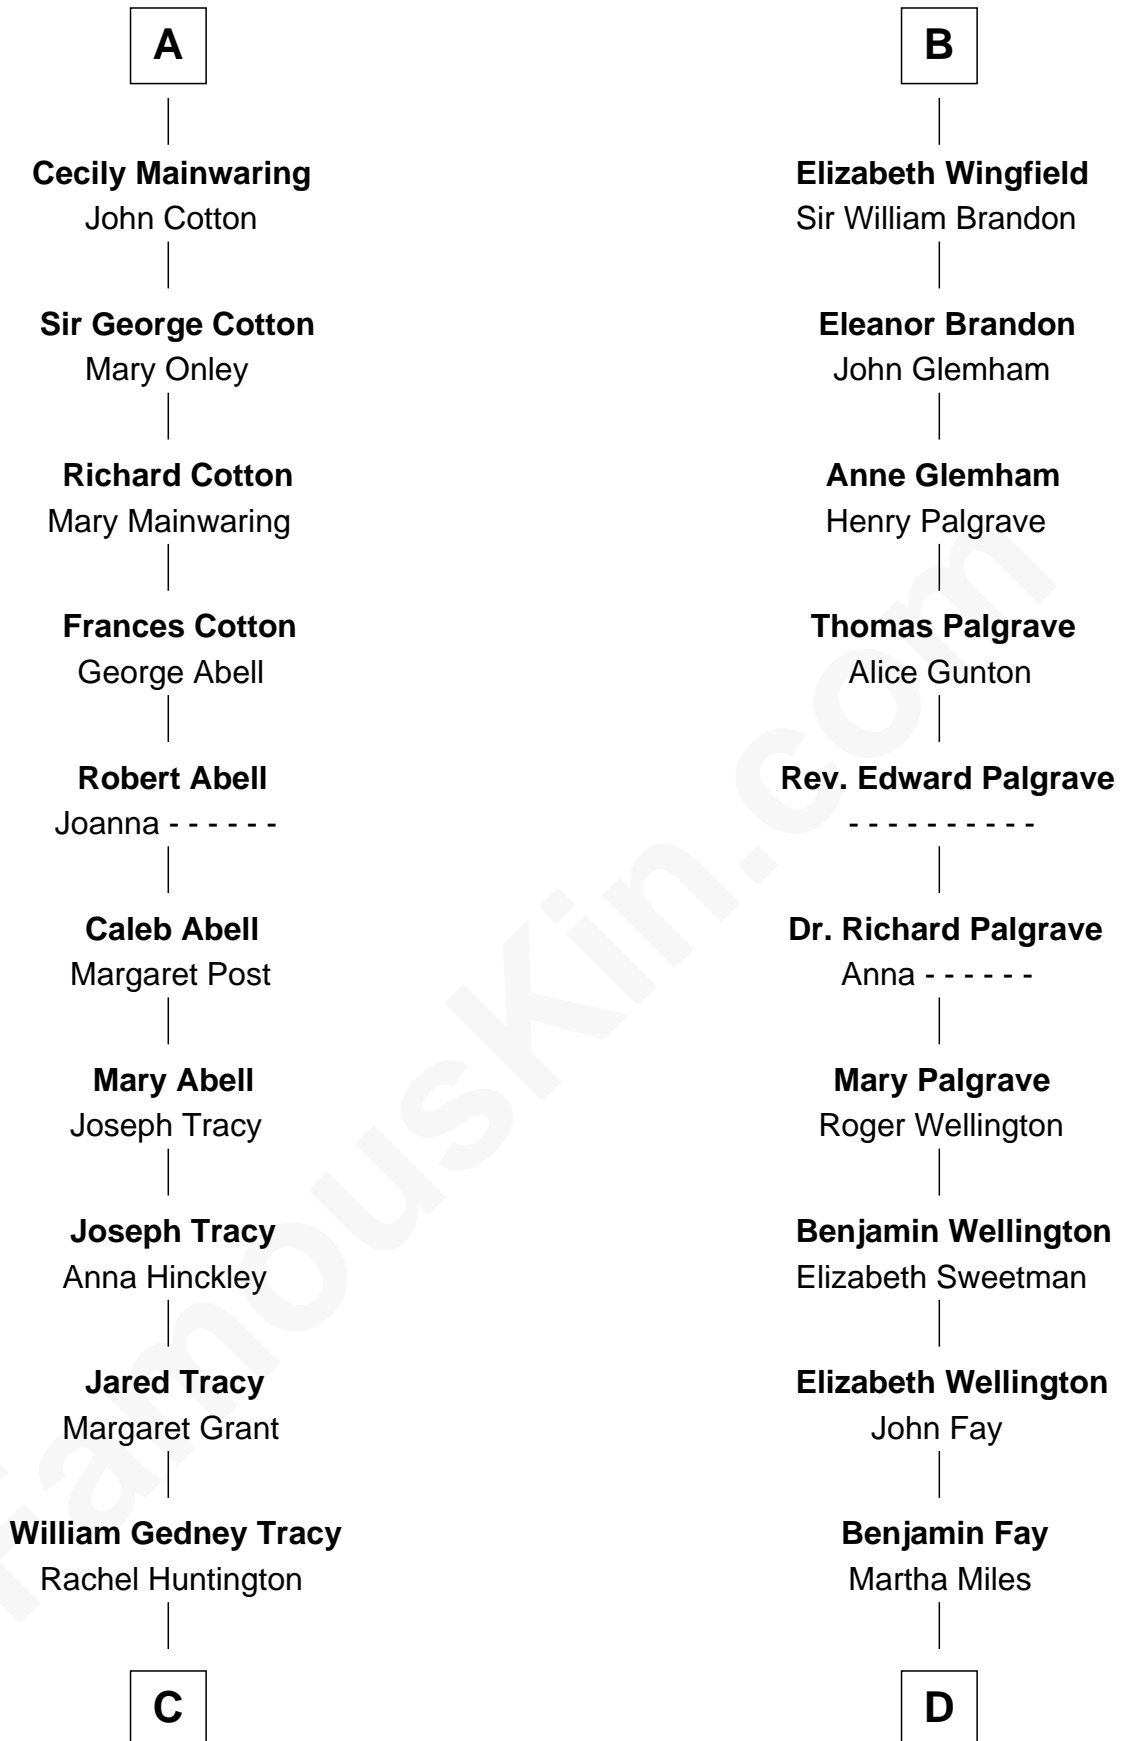 A
Cecily Mainwaring
John Cotton
Sir George Cotton
Mary Onley
Richard Cotton
Mary Mainwaring
Frances Cotton
George Abell
Robert Abell
Joanna - - - - - -
Caleb Abell
Margaret Post
Mary Abell
Joseph Tracy
Joseph Tracy
Anna Hinckley
Jared Tracy
Margaret Grant
William Gedney Tracy
Rachel Huntington
C
B
Elizabeth Wingfield
Sir William Brandon
Eleanor Brandon
John Glemham
Anne Glemham
Henry Palgrave
Thomas Palgrave
Alice Gunton
Rev. Edward Palgrave
- - - - - - - - - -
Dr. Richard Palgrave
Anna - - - - - -
Mary Palgrave
Roger Wellington
Benjamin Wellington
Elizabeth Sweetman
Elizabeth Wellington
John Fay
Benjamin Fay
Martha Miles
D
FamousKin.com